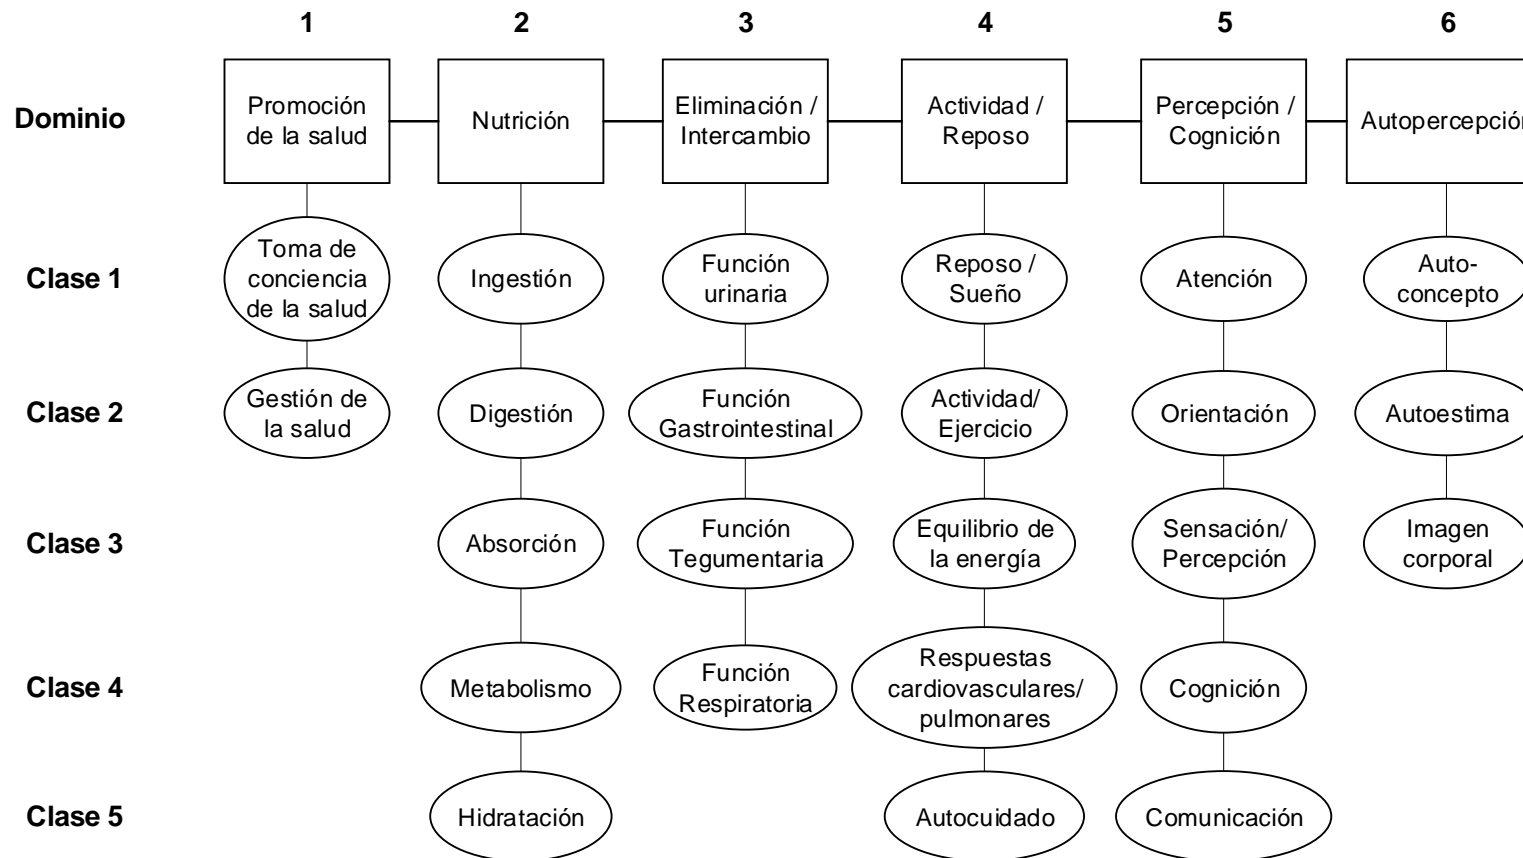 1 2 3 4 5 6
Dominio
Promoción
de la salud
Nutrición
Eliminación /
Intercambio
Actividad /
Reposo
Percepción /
Cognición
Autopercepción
Clase 1
Toma de
conciencia
de la salud
Ingestión
Función
urinaria
Reposo /
Sueño
Atención
Auto-
concepto
Clase 2
Gestión de
la salud
Digestión
Función
Gastrointestinal
Actividad/
Ejercicio
Orientación
Autoestima
Clase 3
Absorción
Función
Tegumentaria
Equilibrio de
la energía
Sensación/
Percepción
Imagen
corporal
Clase 4
Metabolismo
Función
Respiratoria
Respuestas
cardiovasculares/
pulmonares
Cognición
Clase 5
Hidratación
Autocuidado
Comunicación